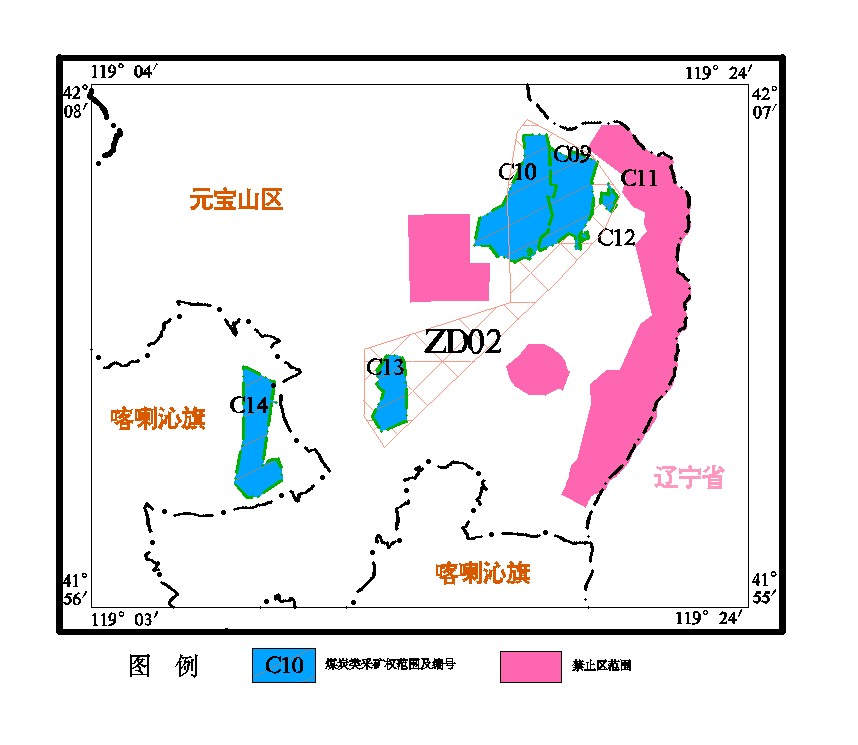 119° 04′ 119° 24′
42° 42°
08′ 07′
C09
C10
C11
元宝山区
C12
ZD02
C13
C14
喀喇沁旗
辽宁省
喀喇沁旗
41° 41°
56′ 55′
119° 03′ 119° 24′
图 例 C10 煤炭类采矿权范围及编号 禁止区范围